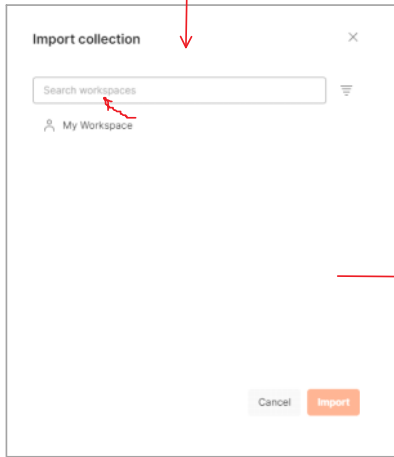 Import collection
Search workspaces
My Workspace
Cancel
Import